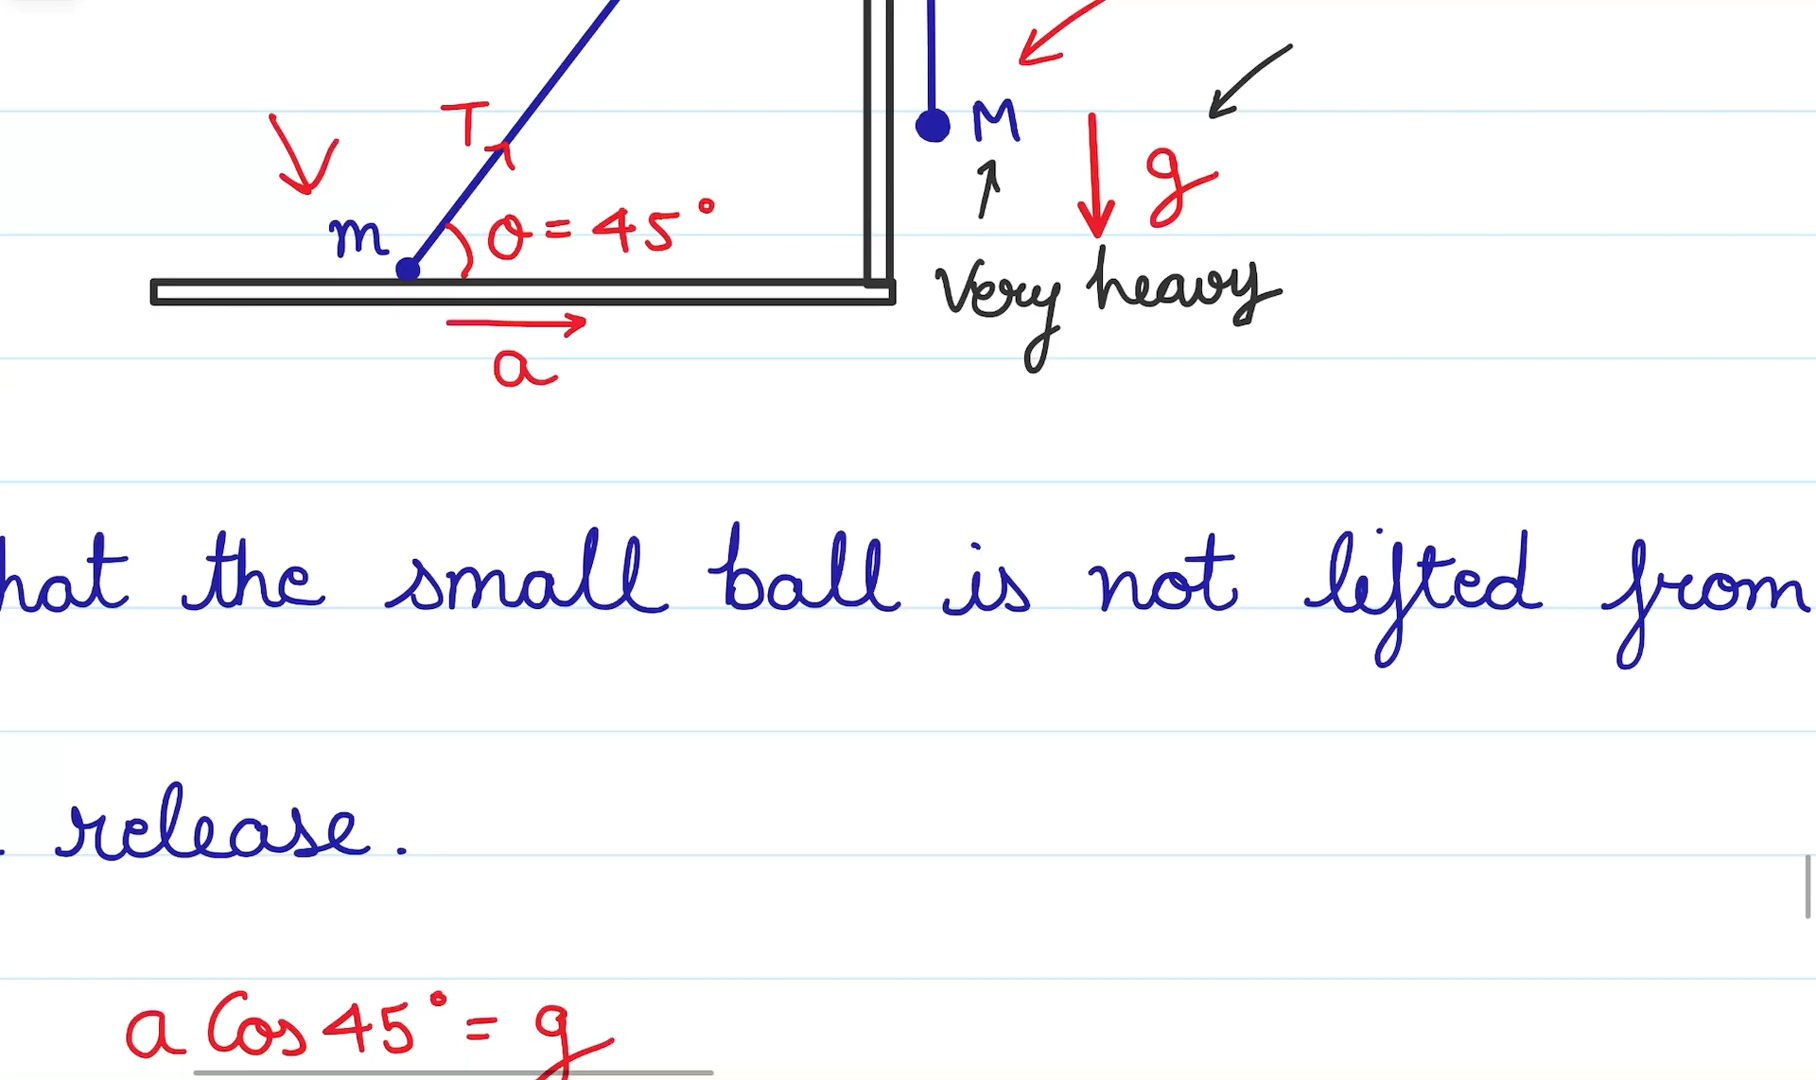 T
M
g
m
θ = 45°
Very heavy
a
hat the small ball is not lifted from
release.
a Cos 45° = g